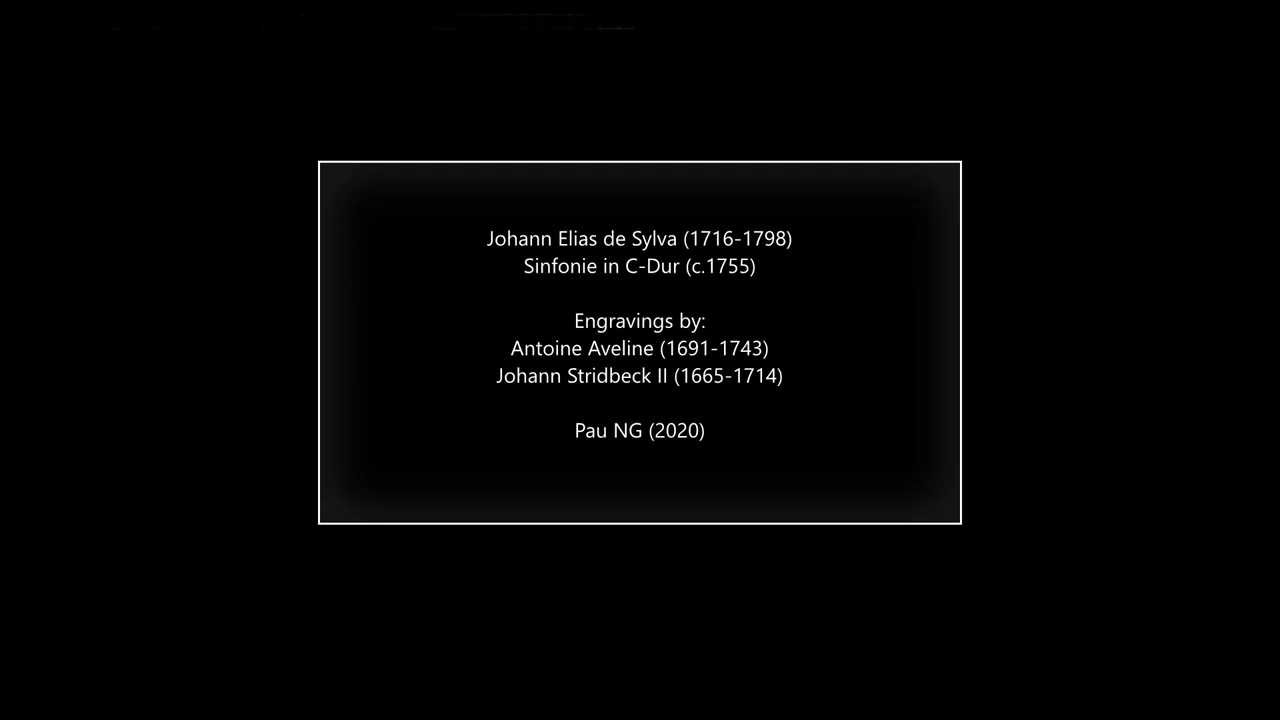 Johann Elias de Sylva (1716-1798)
Sinfonie in C-Dur (c.1755)
Engravings by:
Antoine Aveline (1691-1743)
Johann Stridbeck II (1665-1714)
Pau NG (2020)